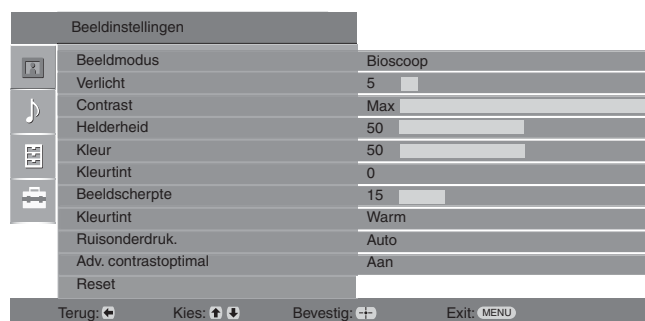 Beeldinstellingen
Beeldmodus Bioscoop
Verlicht 5
Contrast Max
Helderheid 50
Kleur 50
Kleurtint 0
Beeldscherpte 15
Kleurtint Warm
Ruisonderdruk. Auto
Adv. contrastoptimal Aan
Reset
Terug: Kies: Bevestig: Exit: MENU